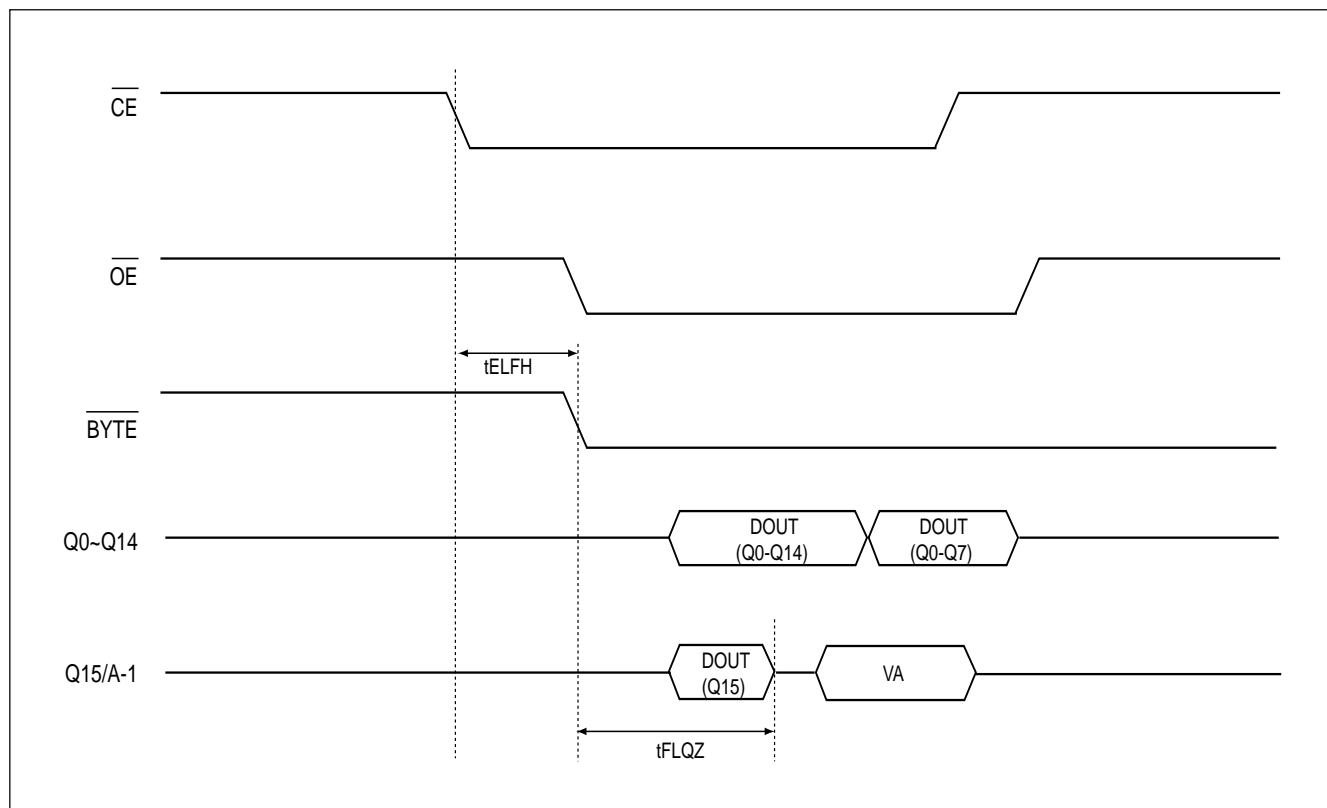 CE
OE
tELFH
BYTE
Q0~Q14
DOUT
(Q0-Q14)
DOUT
(Q0-Q7)
Q15/A-1
DOUT
(Q15)
VA
tFLQZ